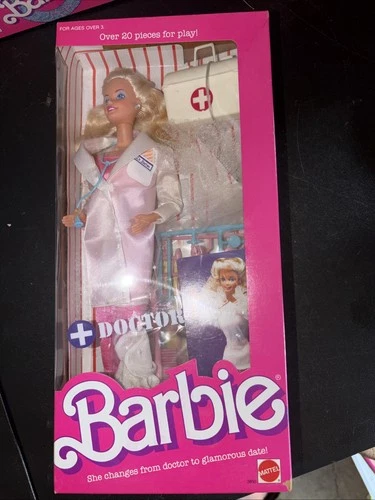 Barbie
FOR AGES OVER 3
Over 20 pieces for play!
DOCTOR
Barbie®
She changes from doctor to glamorous date!
MATTEL